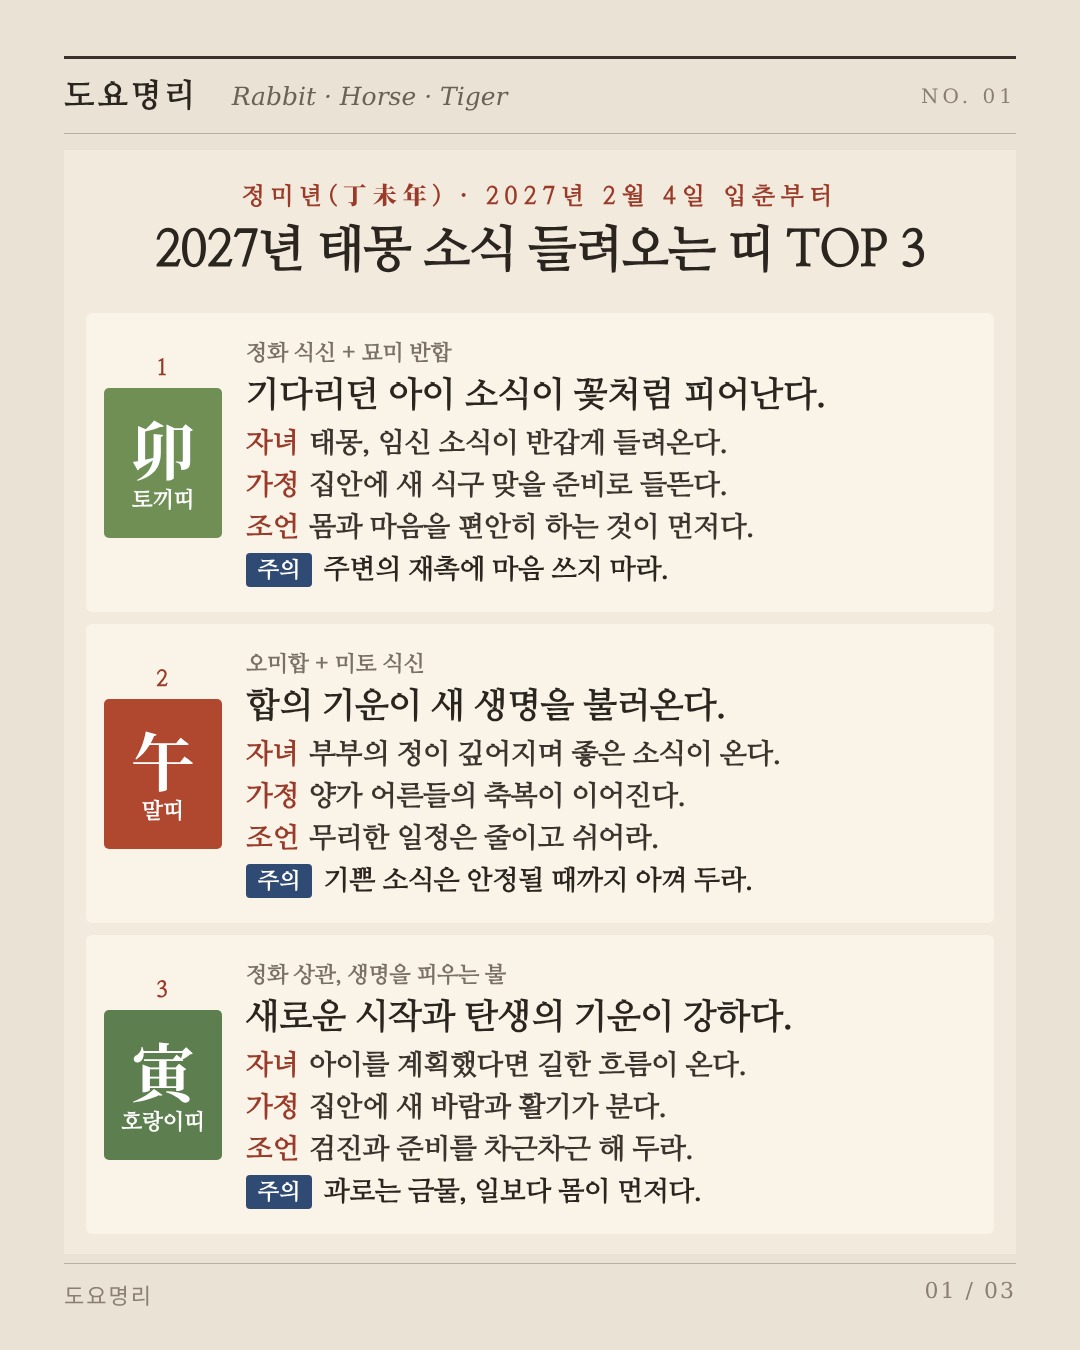 도요명리 Rabbit · Horse · Tiger NO. 01
정미년(丁未年) · 2027년 2월 4일 입춘부터
2027년 태몽 소식 들려오는 띠 TOP 3
1
卯
토끼띠
정화 식신 + 묘미 반합
기다리던 아이 소식이 꽃처럼 피어난다.
자녀 태몽, 임신 소식이 반갑게 들려온다.
가정 집안에 새 식구 맞을 준비로 들뜬다.
조언 몸과 마음을 편안히 하는 것이 먼저다.
주의 주변의 재촉에 마음 쓰지 마라.
2
午
말띠
오미합 + 미토 식신
합의 기운이 새 생명을 불러온다.
자녀 부부의 정이 깊어지며 좋은 소식이 온다.
가정 양가 어른들의 축복이 이어진다.
조언 무리한 일정은 줄이고 쉬어라.
주의 기쁜 소식은 안정될 때까지 아껴 두라.
3
寅
호랑이띠
정화 상관, 생명을 피우는 불
새로운 시작과 탄생의 기운이 강하다.
자녀 아이를 계획했다면 길한 흐름이 온다.
가정 집안에 새 바람과 활기가 분다.
조언 검진과 준비를 차근차근 해 두라.
주의 과로는 금물, 일보다 몸이 먼저다.
도요명리 01 / 03